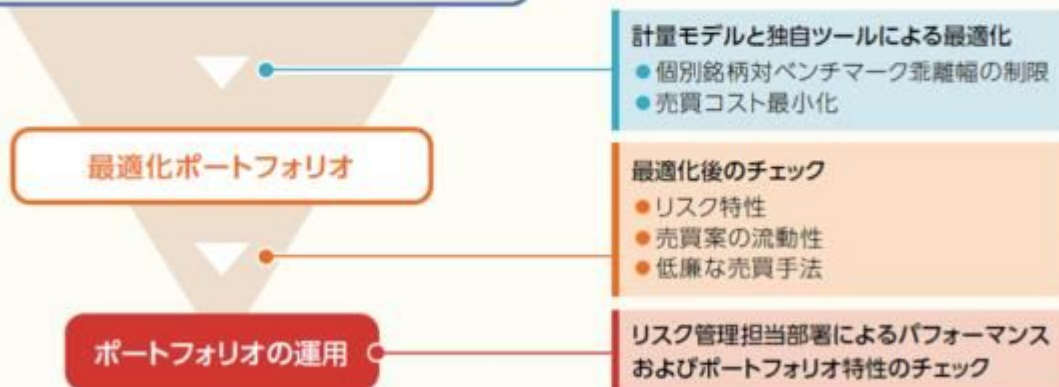 計量モデルと独自ツールによる最適化
●個別銘柄対ベンチマーク乖離幅の制限
●売買コスト最小化
最適化ポートフォリオ
最適化後のチェック
●リスク特性
●売買案の流動性
●低廉な売買手法
ポートフォリオの運用
リスク管理担当部署によるパフォーマンス
およびポートフォリオ特性のチェック